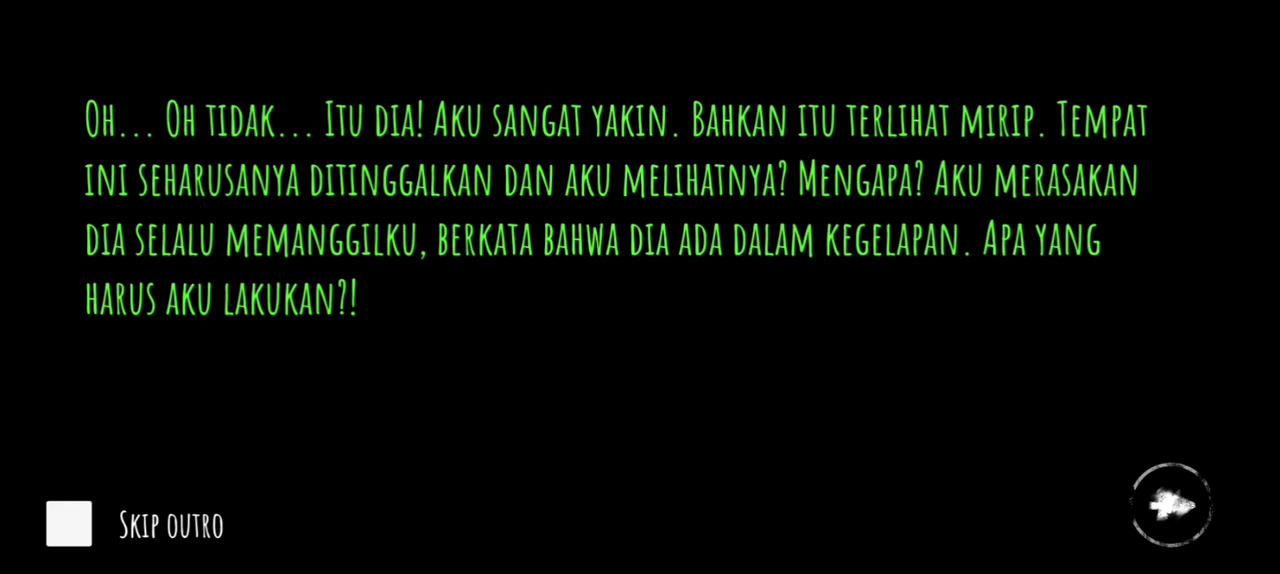 Oh... Oh tidak... Itu dia! Aku sangat yakin. Bahkan itu terlihat mirip. Tempat
ini seharusanya ditinggalkan dan aku melihatnya? Mengapa? Aku merasakan
dia selalu memanggilku, berkata bahwa dia ada dalam kegelapan. Apa yang
harus aku lakukan?!
Skip outro